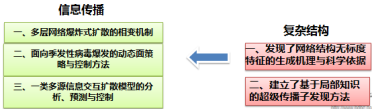 信息传播
一、多层网络爆炸式扩散的相变机制
二、面向季发性病毒爆发的动态面策
略与控制方法
三、一类多源信息交互扩散模型的分
析、预测与控制
复杂结构
一、发现了网络结构无标度
特征的生成机理与科学依据
二、建立了基于局部知识
的超级传播子发现方法